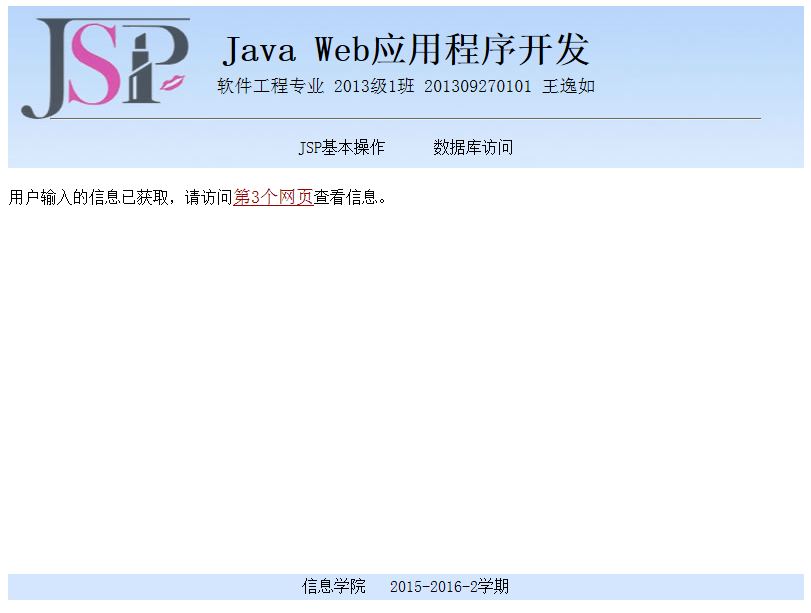 JSP
Java Web应用程序开发
软件工程专业 2013级1班 201309270101 王逸如
JSP基本操作 数据库访问
用户输入的信息已获取，请访问第3个网页查看信息。
信息学院 2015-2016-2学期